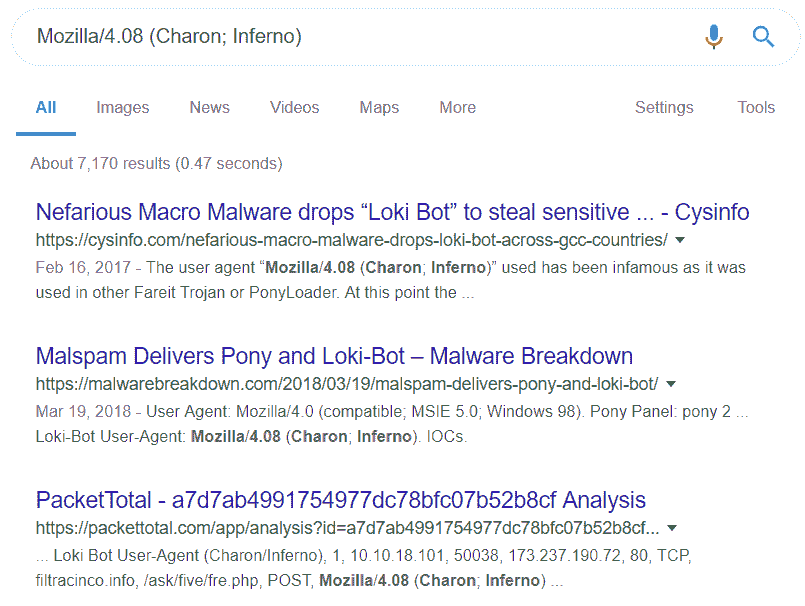 Mozilla/4.08 (Charon; Inferno)
All Images News Videos Maps More Settings Tools
About 7,170 results (0.47 seconds)
Nefarious Macro Malware drops “Loki Bot” to steal sensitive ... - Cysinfo
https://cysinfo.com/nefarious-macro-malware-drops-loki-bot-across-gcc-countries/
Feb 16, 2017 - The user agent “Mozilla/4.08 (Charon; Inferno)” used has been infamous as it was
used in other Fareit Trojan or PonyLoader. At this point the ...
Malspam Delivers Pony and Loki-Bot – Malware Breakdown
https://malwarebreakdown.com/2018/03/19/malspam-delivers-pony-and-loki-bot/
Mar 19, 2018 - User Agent: Mozilla/4.0 (compatible; MSIE 5.0; Windows 98). Pony Panel: pony 2 ...
Loki-Bot User-Agent: Mozilla/4.08 (Charon; Inferno). IOCs.
PacketTotal - a7d7ab4991754977dc78bfc07b52b8cf Analysis
https://packettotal.com/app/analysis?id=a7d7ab4991754977dc78bfc07b52b8cf...
... Loki Bot User-Agent (Charon/Inferno), 1, 10.10.18.101, 50038, 173.237.190.72, 80, TCP,
filtracinco.info, /ask/five/fre.php, POST, Mozilla/4.08 (Charon; Inferno) ...